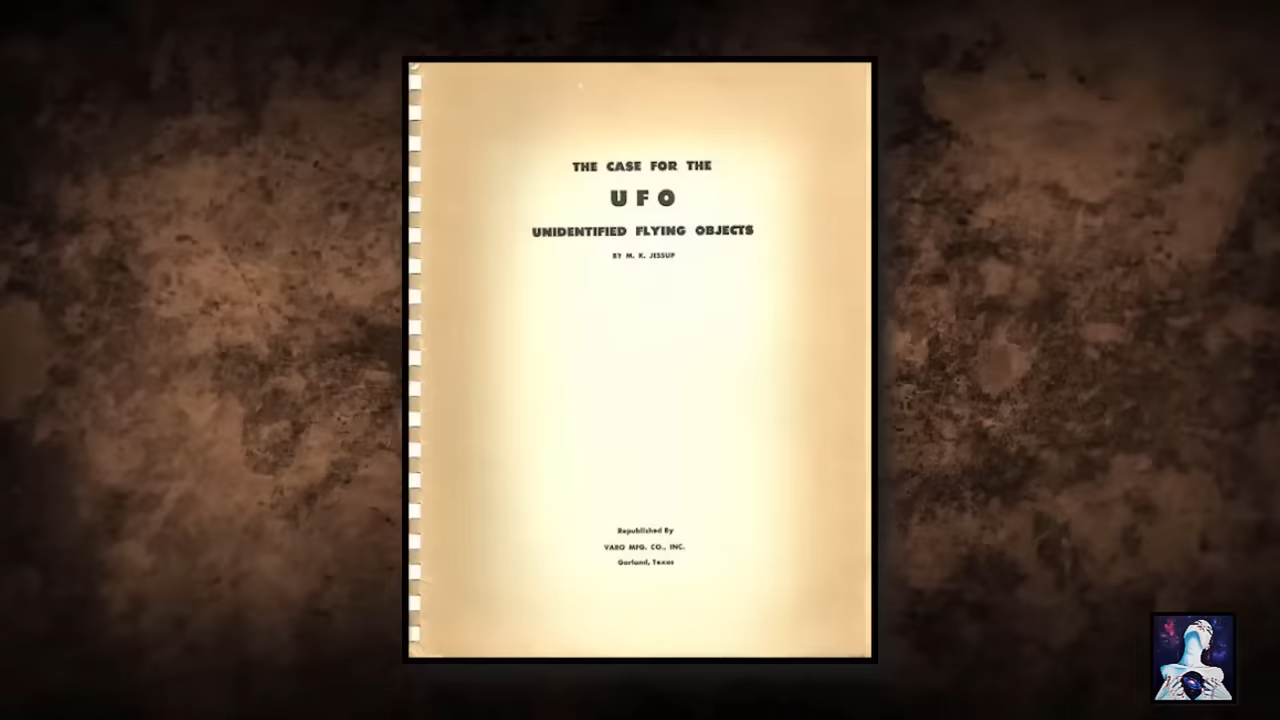 THE CASE FOR THE
UFO
UNIDENTIFIED FLYING OBJECTS
BY M. K. JESSUP
Republished By
VARO MFG. CO., INC.
Garland, Texas